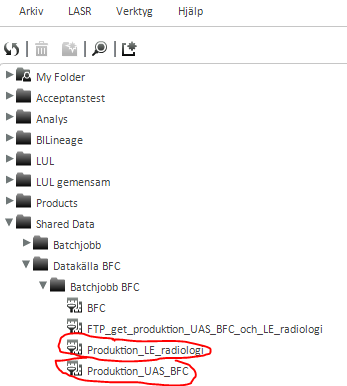 Arkiv LASR Verktyg Hjälp
My Folder
Acceptanstest
Analys
BILineage
LUL
LUL gemensam
Products
Shared Data
Batchjobb
Datakälla BFC
Batchjobb BFC
BFC
FTP_get_produktion_UAS_BFC_och_LE_radiologi
Produktion_LE_radiologi
Produktion_UAS_BFC